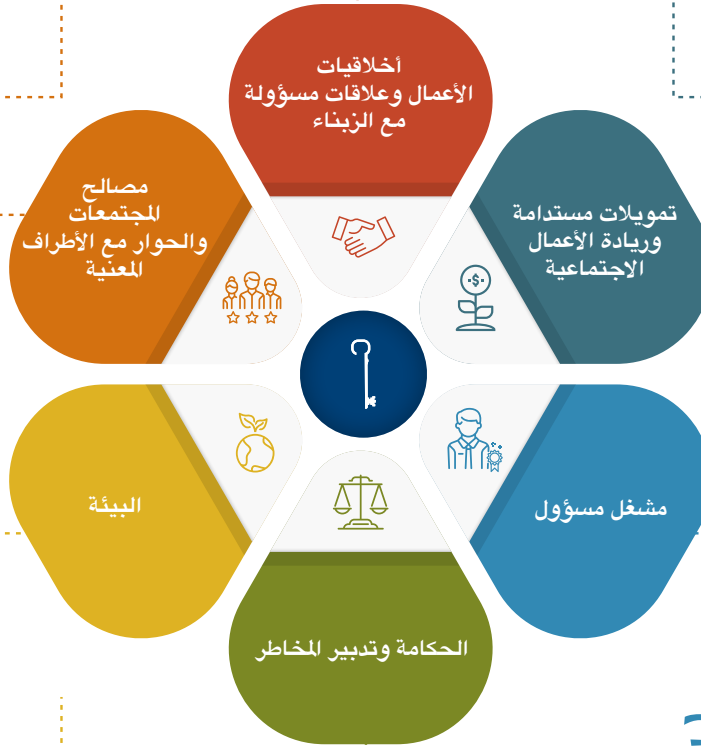 أخلاقيات
الأعمال وعلاقات مسؤولة
مع الزبناء
تمويلات مستدامة
وريادة الأعمال
الاجتماعية
مشغل مسؤول
الحكامة وتدبير المخاطر
البيئة
مصالح
المجتمعات
والحوار مع الأطراف
المعنية